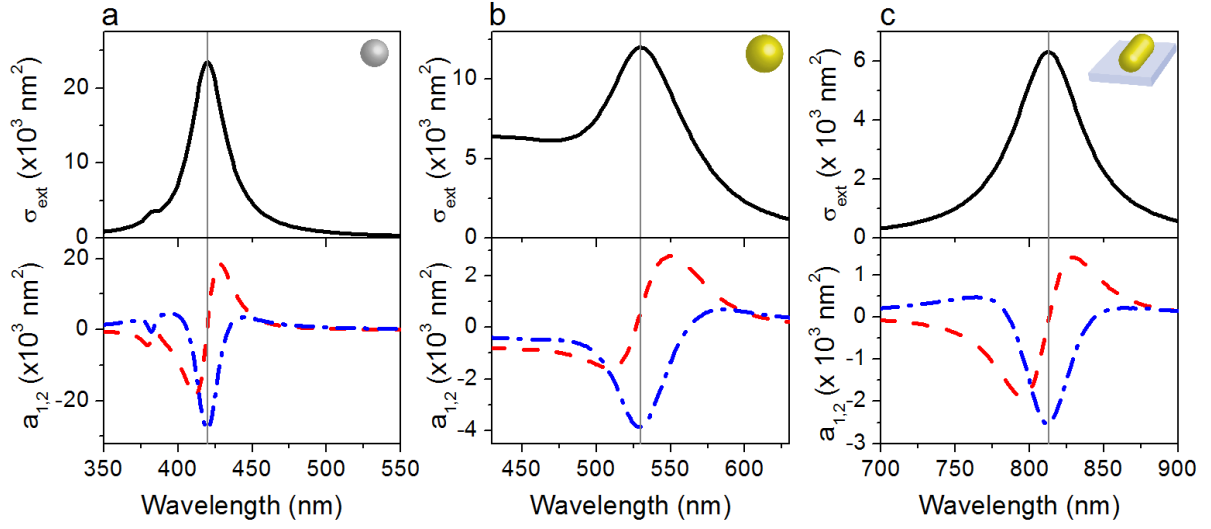 a
b
c
σext (x10³ nm²)
20
10
0
σext (x10³ nm²)
10
5
0
σext (x 10³ nm²)
6
4
2
0
a1,2 (x10³ nm²)
20
0
-20
a1,2 (x10³ nm²)
2
0
-2
-4
a1,2 (x 10³ nm²)
1
0
-1
-2
-3
350 400 450 500 550
450 500 550 600
700 750 800 850 900
Wavelength (nm)
Wavelength (nm)
Wavelength (nm)